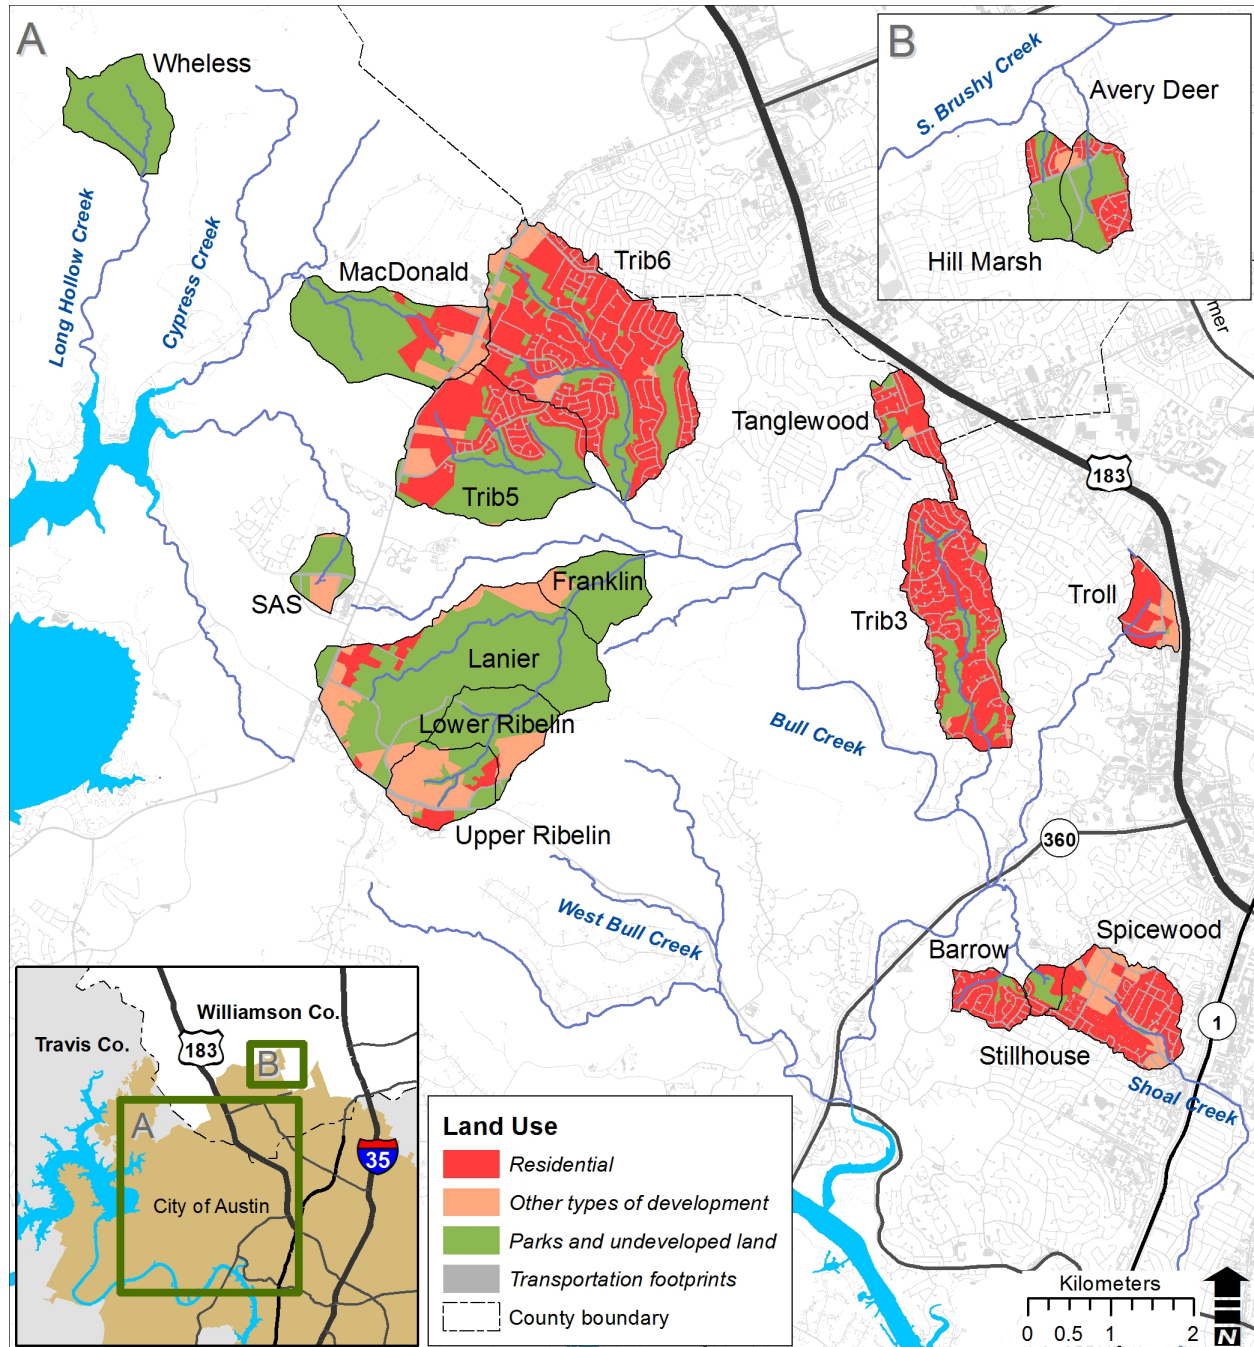 A
Wheless
B
S. Brushy Creek
Avery Deer
Hill Marsh
mer
Long Hollow Creek
Cypress Creek
MacDonald
Trib6
Tanglewood
183
Trib5
SAS
Franklin
Lanier
Lower Ribelin
Upper Ribelin
Trib3
Troll
Bull Creek
360
West Bull Creek
Barrow
Spicewood
Stillhouse
1
Shoal Creek
Williamson Co.
Travis Co.
183
B
A
35
City of Austin
Land Use
Residential
Other types of development
Parks and undeveloped land
Transportation footprints
County boundary
Kilometers
0 0.5 1 2
N